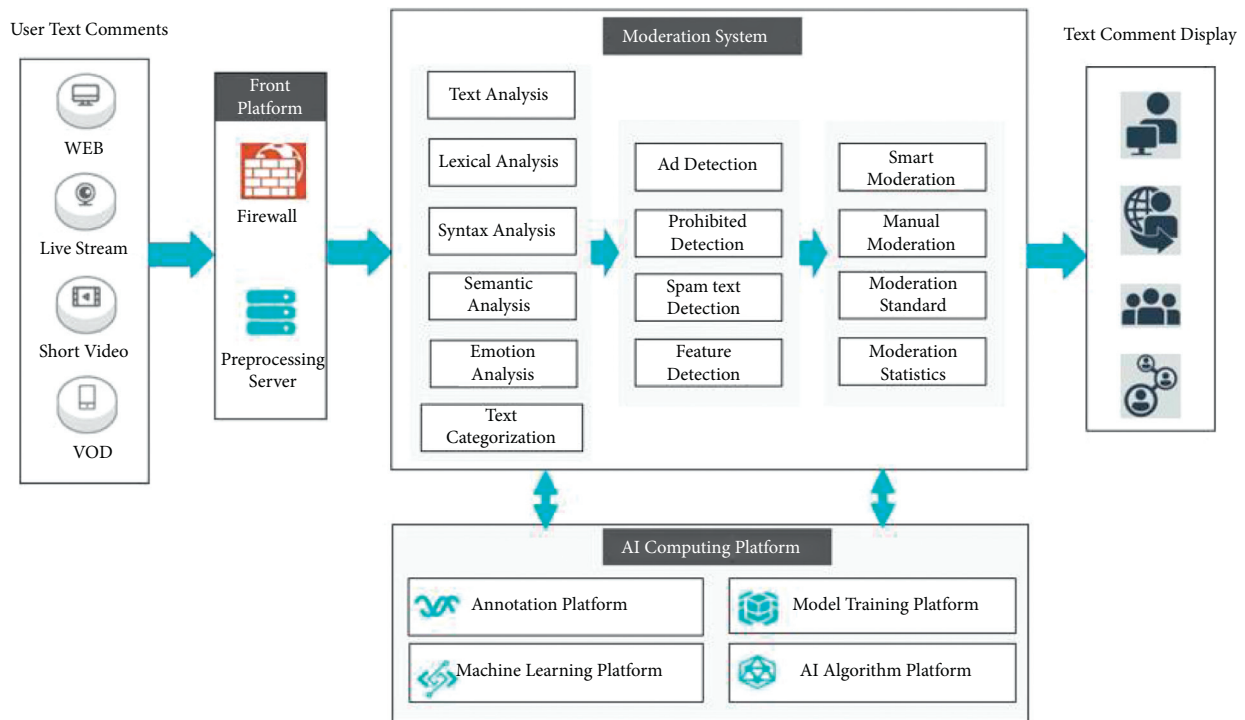 User Text Comments
WEB
Live Stream
Short Video
VOD
Front
Platform
Firewall
Preprocessing
Server
Moderation System
Text Analysis
Lexical Analysis
Syntax Analysis
Semantic
Analysis
Emotion
Analysis
Text
Categorization
Ad Detection
Prohibited
Detection
Spam text
Detection
Feature
Detection
Smart
Moderation
Manual
Moderation
Moderation
Standard
Moderation
Statistics
Text Comment Display
AI Computing Platform
Annotation Platform
Model Training Platform
Machine Learning Platform
AI Algorithm Platform